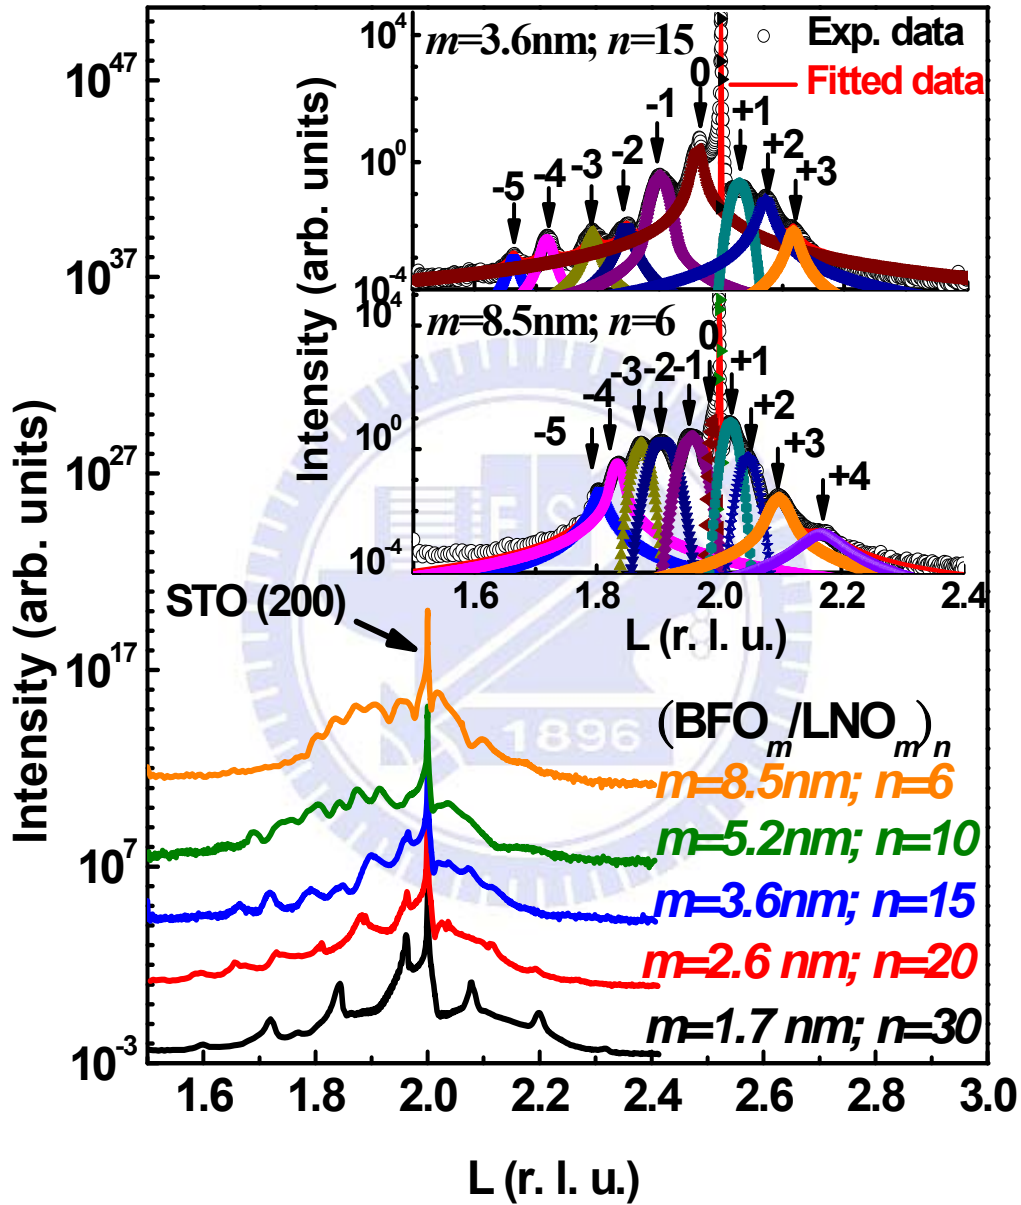 10^47
10^37
10^27
10^17
10^7
10^-3
Intensity (arb. units)
1.6 1.8 2.0 2.2 2.4 2.6 2.8 3.0
L (r. l. u.)
m=3.6nm; n=15
Exp. data
Fitted data
10^4
10^0
10^-4
Intensity (arb. units)
-5 -4 -3 -2 -1 0 +1 +2 +3
m=8.5nm; n=6
10^4
10^0
10^-4
Intensity (arb. units)
-5 -4 -3 -2 -1 0 +1 +2 +3 +4
1.6 1.8 2.0 2.2 2.4
L (r. l. u.)
STO (200)
(BFO_m/LNO_m)_n
m=8.5nm; n=6
m=5.2nm; n=10
m=3.6nm; n=15
m=2.6 nm; n=20
m=1.7 nm; n=30
1896